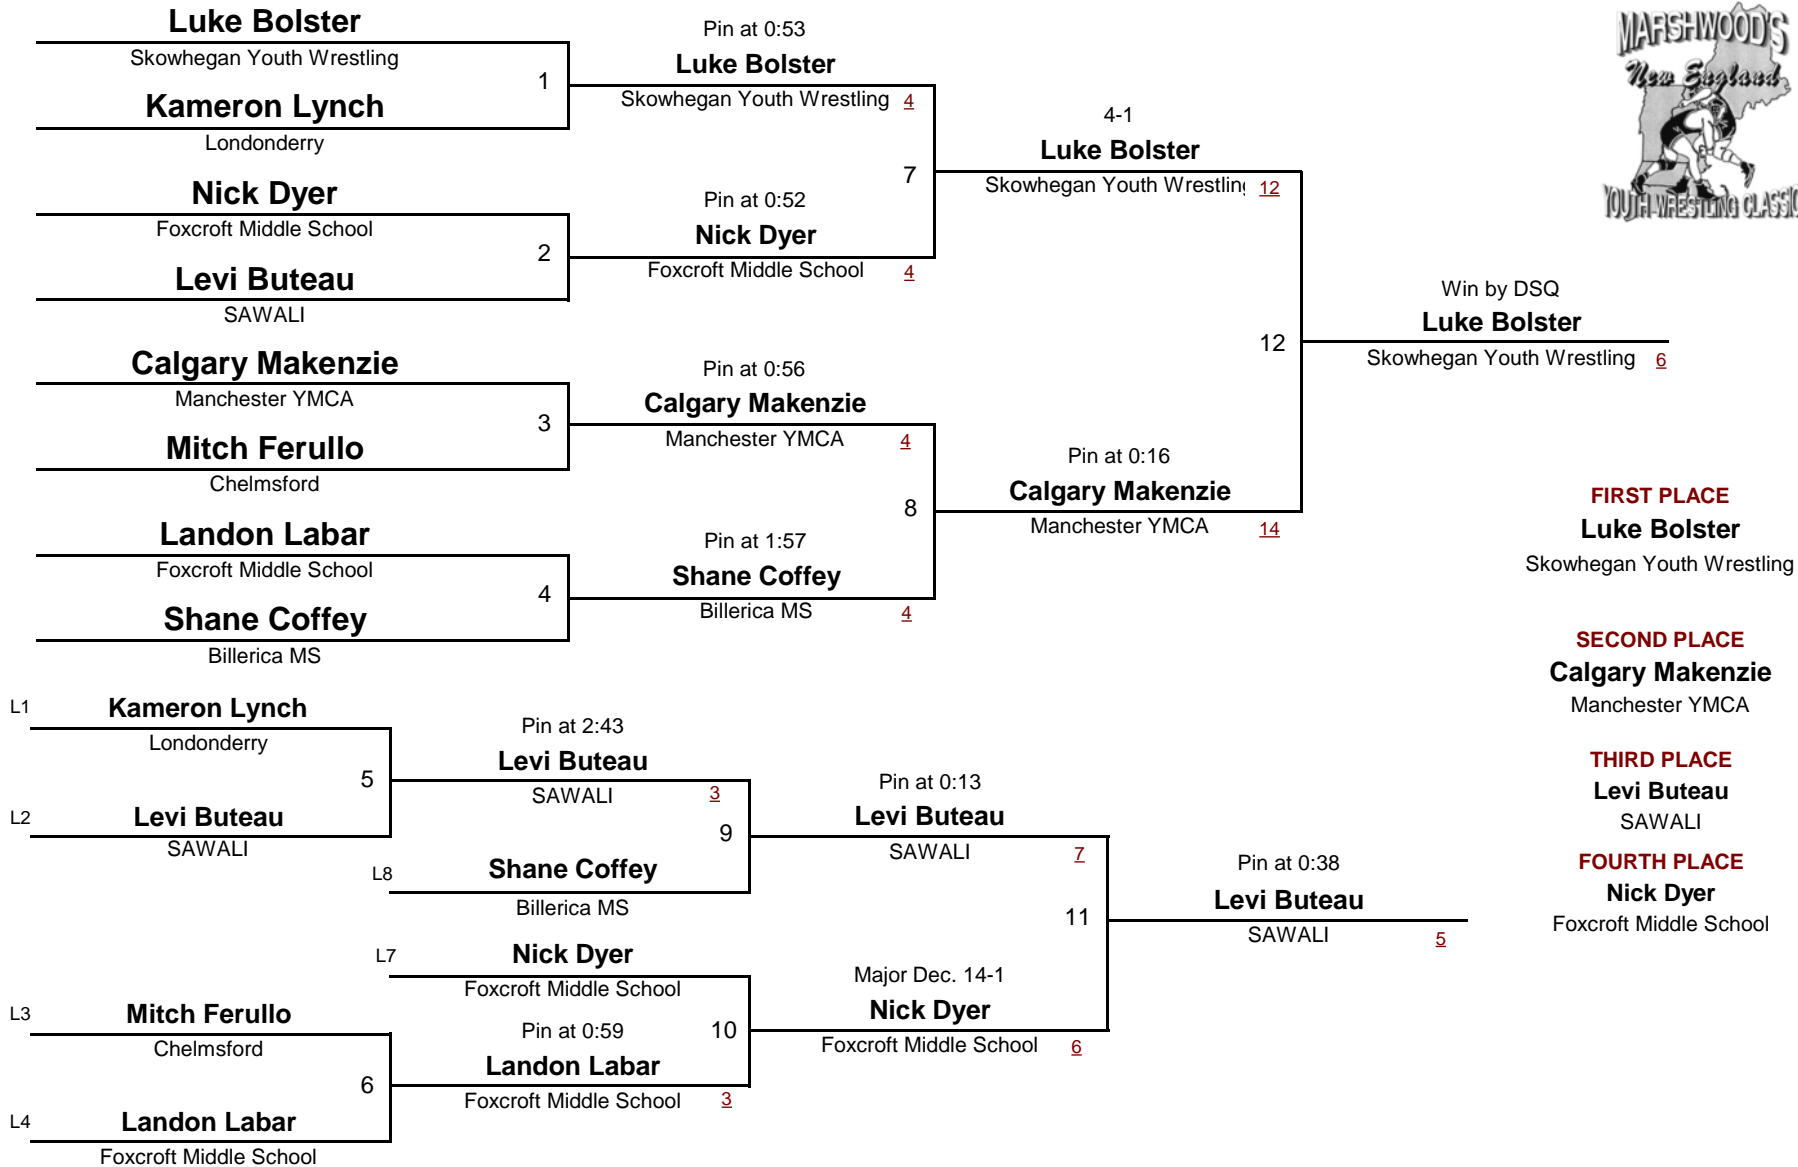 MARSHWOOD'S
New England
YOUTH WRESTLING CLASSIC
Luke Bolster
Skowhegan Youth Wrestling
1
Kameron Lynch
Londonderry
Nick Dyer
Foxcroft Middle School
2
Levi Buteau
SAWALI
Calgary Makenzie
Manchester YMCA
3
Mitch Ferullo
Chelmsford
Landon Labar
Foxcroft Middle School
4
Shane Coffey
Billerica MS
Pin at 0:53
Luke Bolster
Skowhegan Youth Wrestling 4
7
Pin at 0:52
Nick Dyer
Foxcroft Middle School 4
Pin at 0:56
Calgary Makenzie
Manchester YMCA 4
8
Pin at 1:57
Shane Coffey
Billerica MS 4
4-1
Luke Bolster
Skowhegan Youth Wrestling 12
12
Pin at 0:16
Calgary Makenzie
Manchester YMCA 14
Win by DSQ
Luke Bolster
Skowhegan Youth Wrestling 6
FIRST PLACE
Luke Bolster
Skowhegan Youth Wrestling
SECOND PLACE
Calgary Makenzie
Manchester YMCA
THIRD PLACE
Levi Buteau
SAWALI
FOURTH PLACE
Nick Dyer
Foxcroft Middle School
L1 Kameron Lynch
Londonderry
5
L2 Levi Buteau
SAWALI
L3 Mitch Ferullo
Chelmsford
6
L4 Landon Labar
Foxcroft Middle School
Pin at 2:43
Levi Buteau
SAWALI 3
9
L8 Shane Coffey
Billerica MS
L7 Nick Dyer
Foxcroft Middle School
10
Pin at 0:59
Landon Labar
Foxcroft Middle School 3
Pin at 0:13
Levi Buteau
SAWALI 7
11
Major Dec. 14-1
Nick Dyer
Foxcroft Middle School 6
Pin at 0:38
Levi Buteau
SAWALI 5